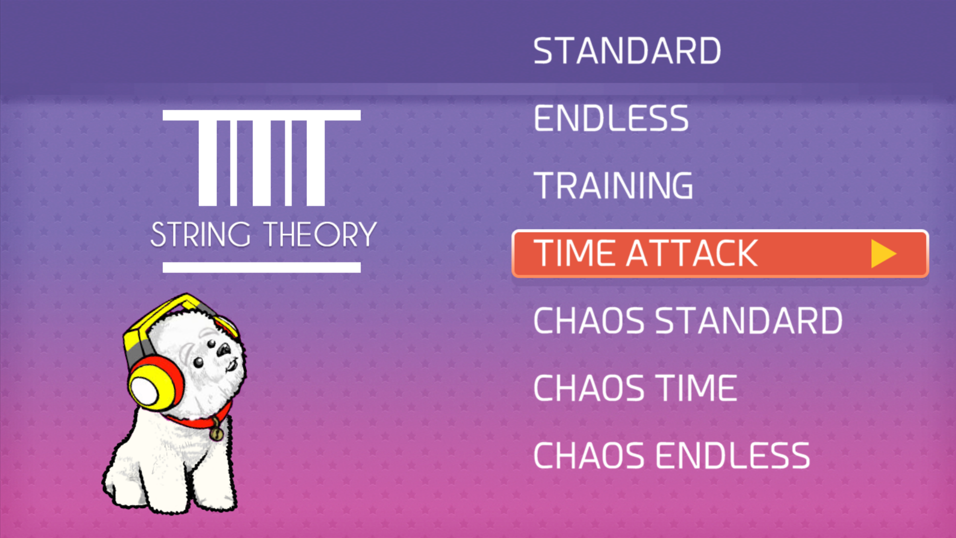 STRING THEORY
STANDARD
ENDLESS
TRAINING
TIME ATTACK
CHAOS STANDARD
CHAOS TIME
CHAOS ENDLESS